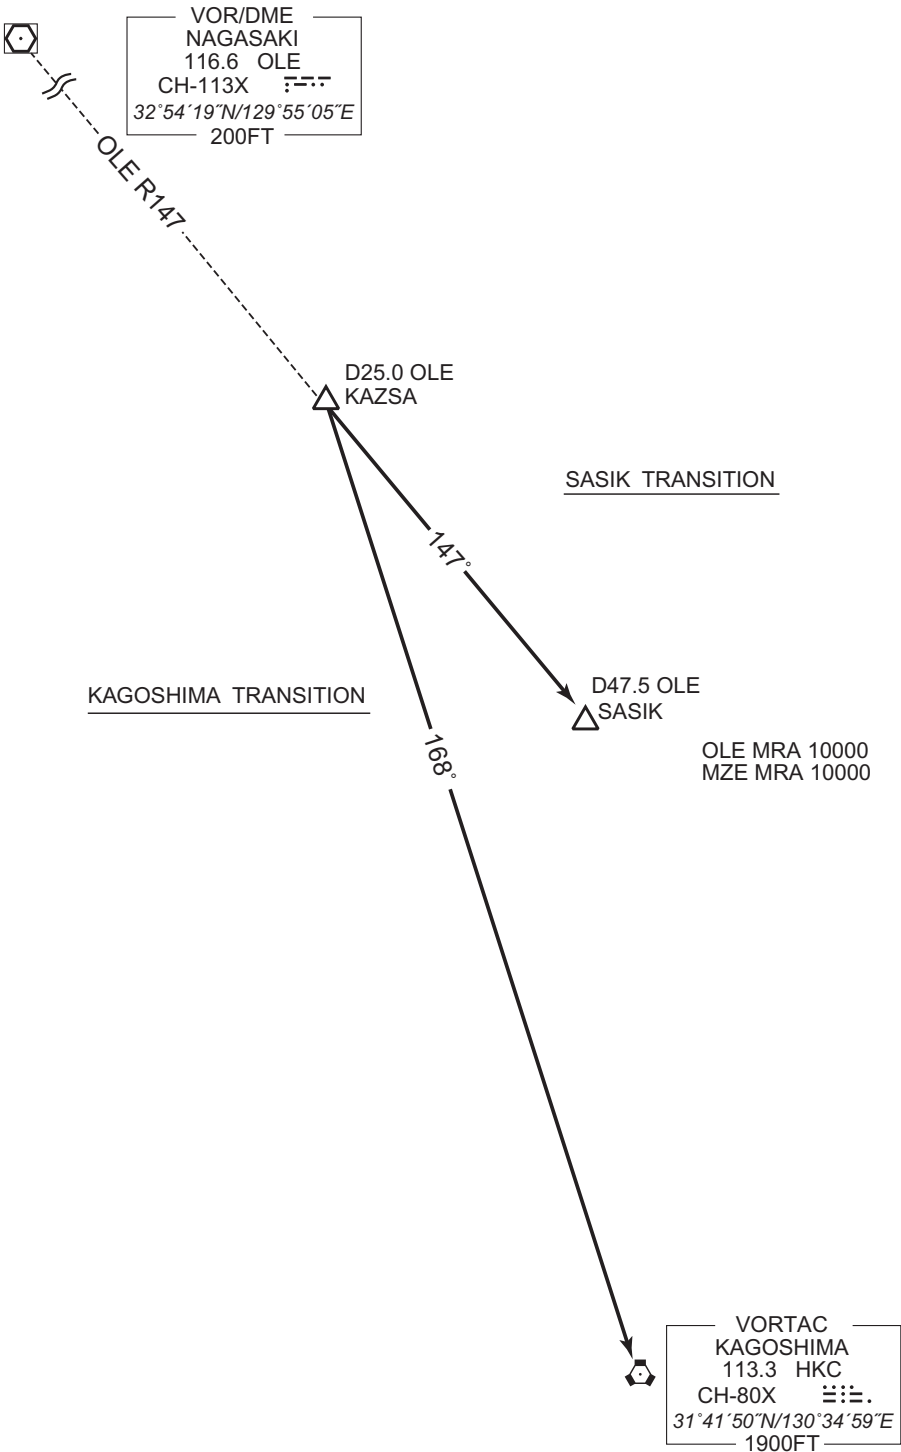 VOR/DME
NAGASAKI
116.6 OLE
CH-113X
32°54´19˝N/129°55´05˝E
200FT
OLE R147
D25.0 OLE
KAZSA
SASIK TRANSITION
147°
KAGOSHIMA TRANSITION
D47.5 OLE
SASIK
168°
OLE MRA 10000
MZE MRA 10000
VORTAC
KAGOSHIMA
113.3 HKC
CH-80X
31°41´50˝N/130°34´59˝E
1900FT